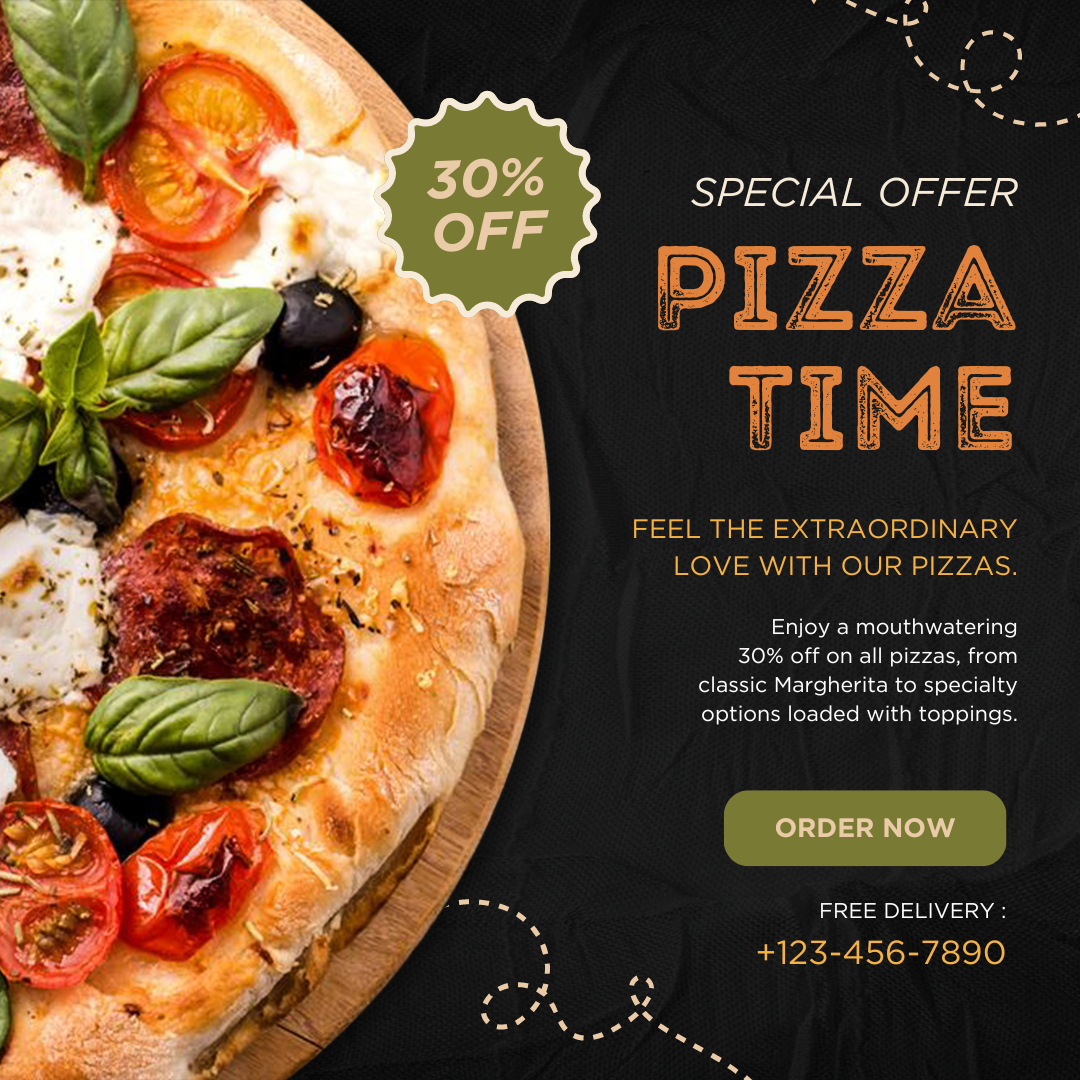 30%
OFF
SPECIAL OFFER
PIZZA
TIME
FEEL THE EXTRAORDINARY
LOVE WITH OUR PIZZAS.
Enjoy a mouthwatering
30% off on all pizzas, from
classic Margherita to specialty
options loaded with toppings.
ORDER NOW
FREE DELIVERY :
+123-456-7890